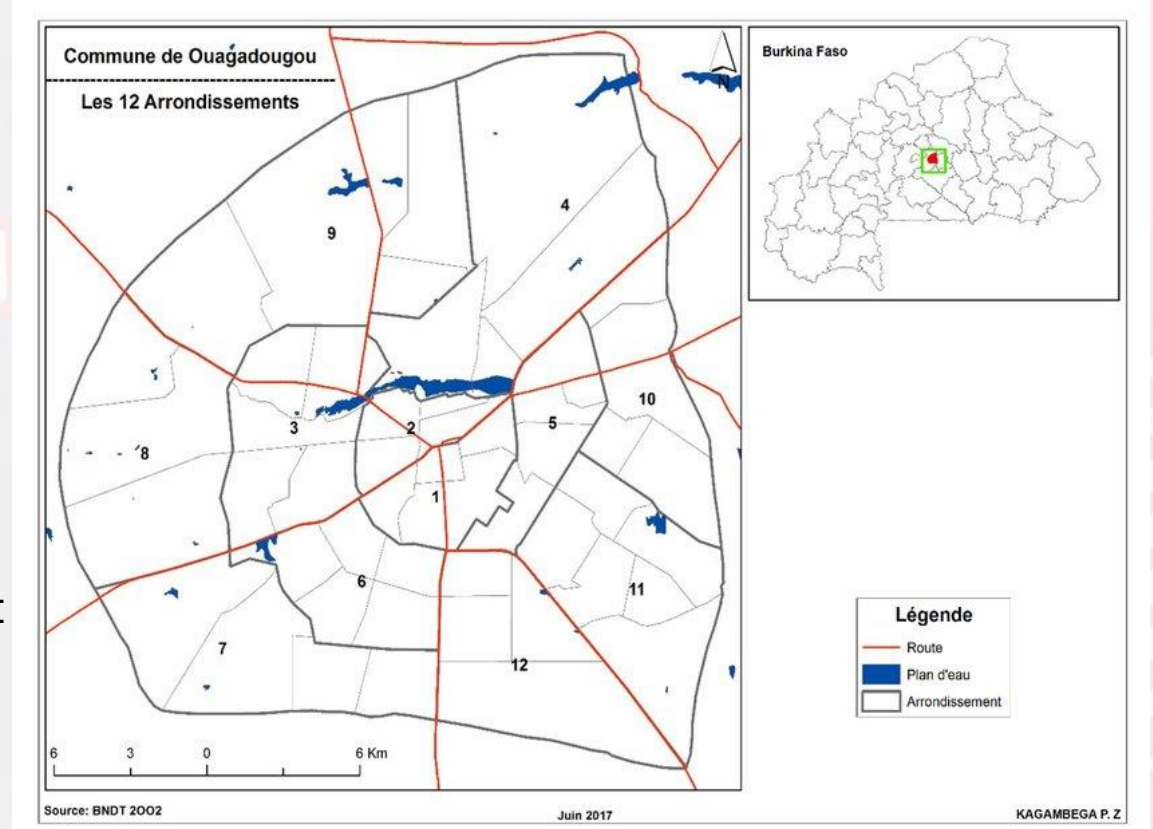 Commune de Ouagadougou
Les 12 Arrondissements
N
Burkina Faso
4
9
10
3
2
5
8
1
6
11
7
12
Légende
Route
Plan d'eau
Arrondissement
6 3 0 6 Km
Source: BNDT 2OO2
Juin 2017
KAGAMBEGA P. Z